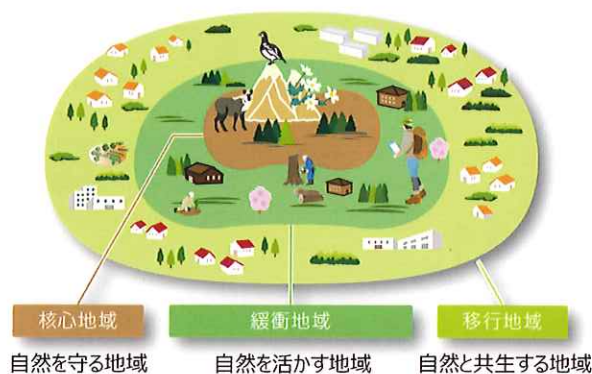 核心地域
緩衝地域
移行地域
自然を守る地域
自然を活かす地域
自然と共生する地域